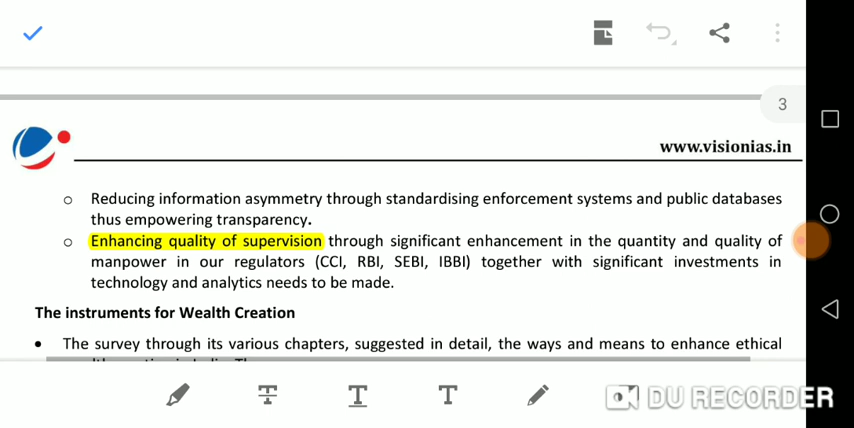 3
www.visionias.in
o Reducing information asymmetry through standardising enforcement systems and public databases
thus empowering transparency.
o Enhancing quality of supervision through significant enhancement in the quantity and quality of
manpower in our regulators (CCI, RBI, SEBI, IBBI) together with significant investments in
technology and analytics needs to be made.
The instruments for Wealth Creation
• The survey through its various chapters, suggested in detail, the ways and means to enhance ethical
T T T
DU RECORDER